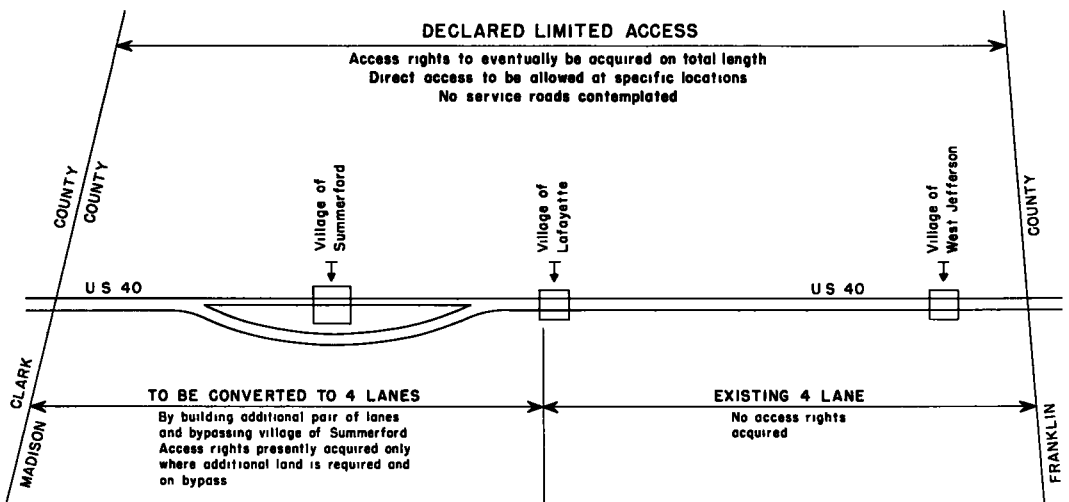 DECLARED LIMITED ACCESS
Access rights to eventually be acquired on total length
Direct access to be allowed at specific locations
No service roads contemplated
COUNTY
COUNTY
Village of
Summerford
Village of
Lafayette
Village of
West Jefferson
COUNTY
US 40
US 40
CLARK
MADISON
TO BE CONVERTED TO 4 LANES
By building additional pair of lanes
and bypassing village of Summerford
Access rights presently acquired only
where additional land is required and
on bypass
EXISTING 4 LANE
No access rights
acquired
FRANKLIN